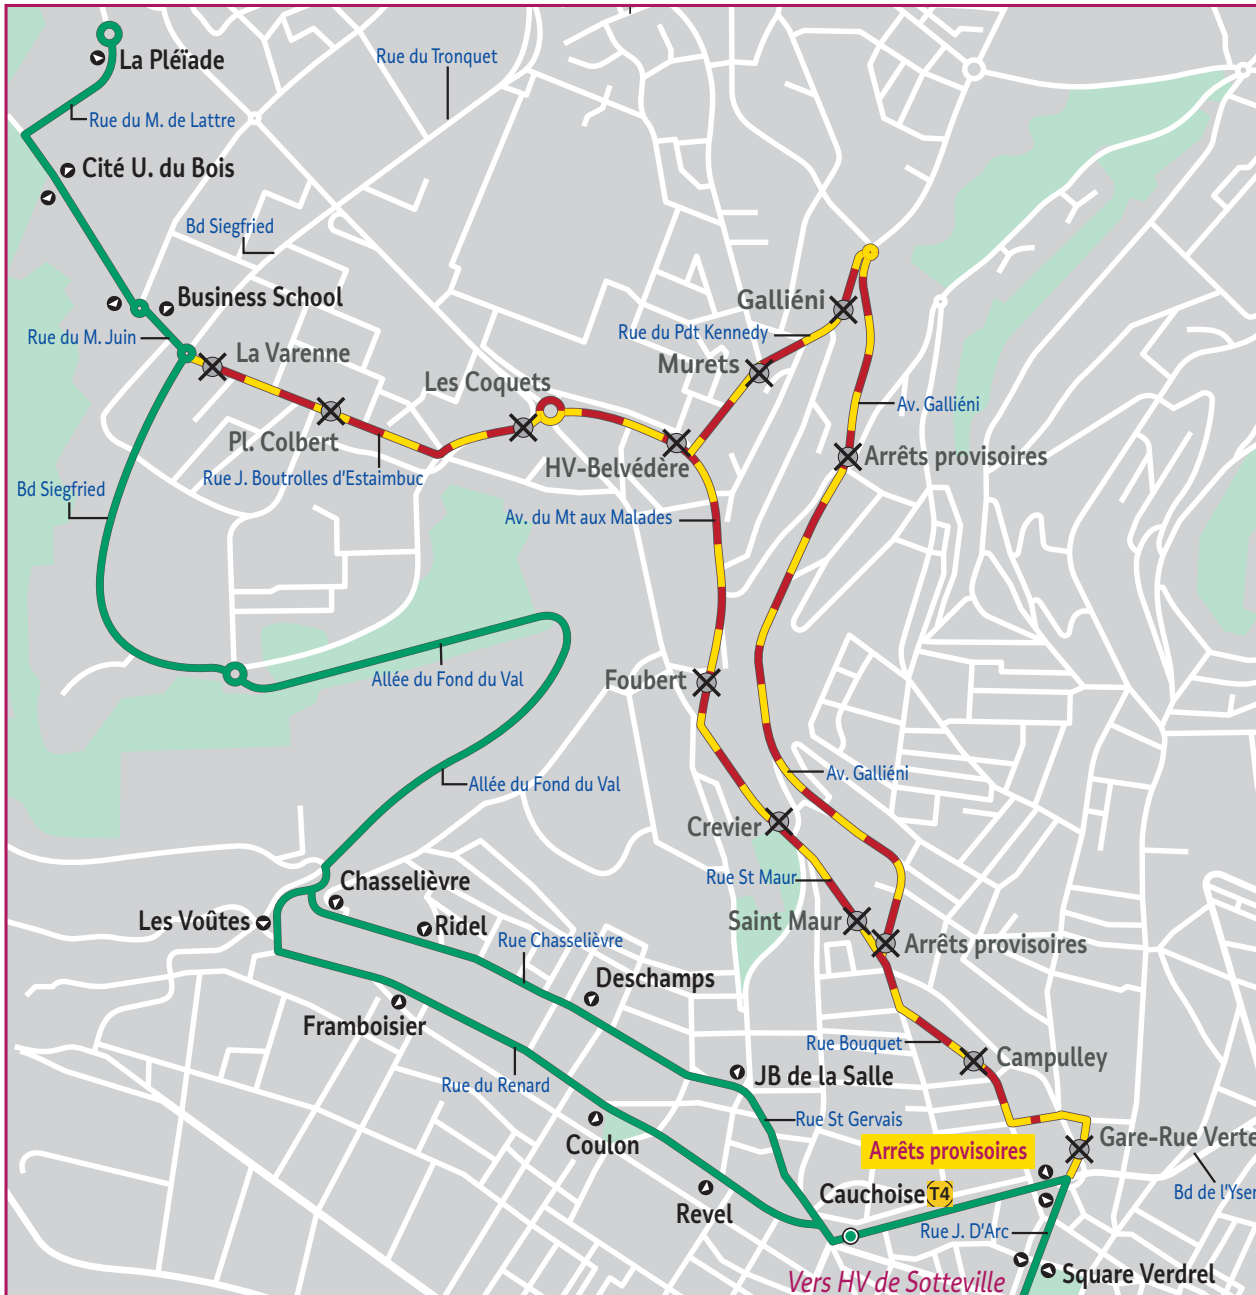 La Pléïade
Rue du Tronquet
Rue du M. de Lattre
Cité U. du Bois
Bd Siegfried
Business School
Galliéni
Rue du M. Juin
Rue du Pdt Kennedy
La Varenne
Murets
Les Coquets
Av. Galliéni
Pl. Colbert
HV-Belvédère
Arrêts provisoires
Rue J. Boutrolles d'Estaimbuc
Bd Siegfried
Av. du Mt aux Malades
Allée du Fond du Val
Foubert
Av. Galliéni
Allée du Fond du Val
Crevier
Chasselièvre
Rue St Maur
Les Voûtes
Ridel
Saint Maur
Rue Chasselièvre
Arrêts provisoires
Deschamps
Framboisier
Rue Bouquet
Campulley
JB de la Salle
Rue du Renard
Rue St Gervais
Coulon
Gare-Rue Verte
Arrêts provisoires
Cauchoise T4
Bd de l'Yser
Revel
Rue J. D'Arc
Square Verdrel
Vers HV de Sotteville